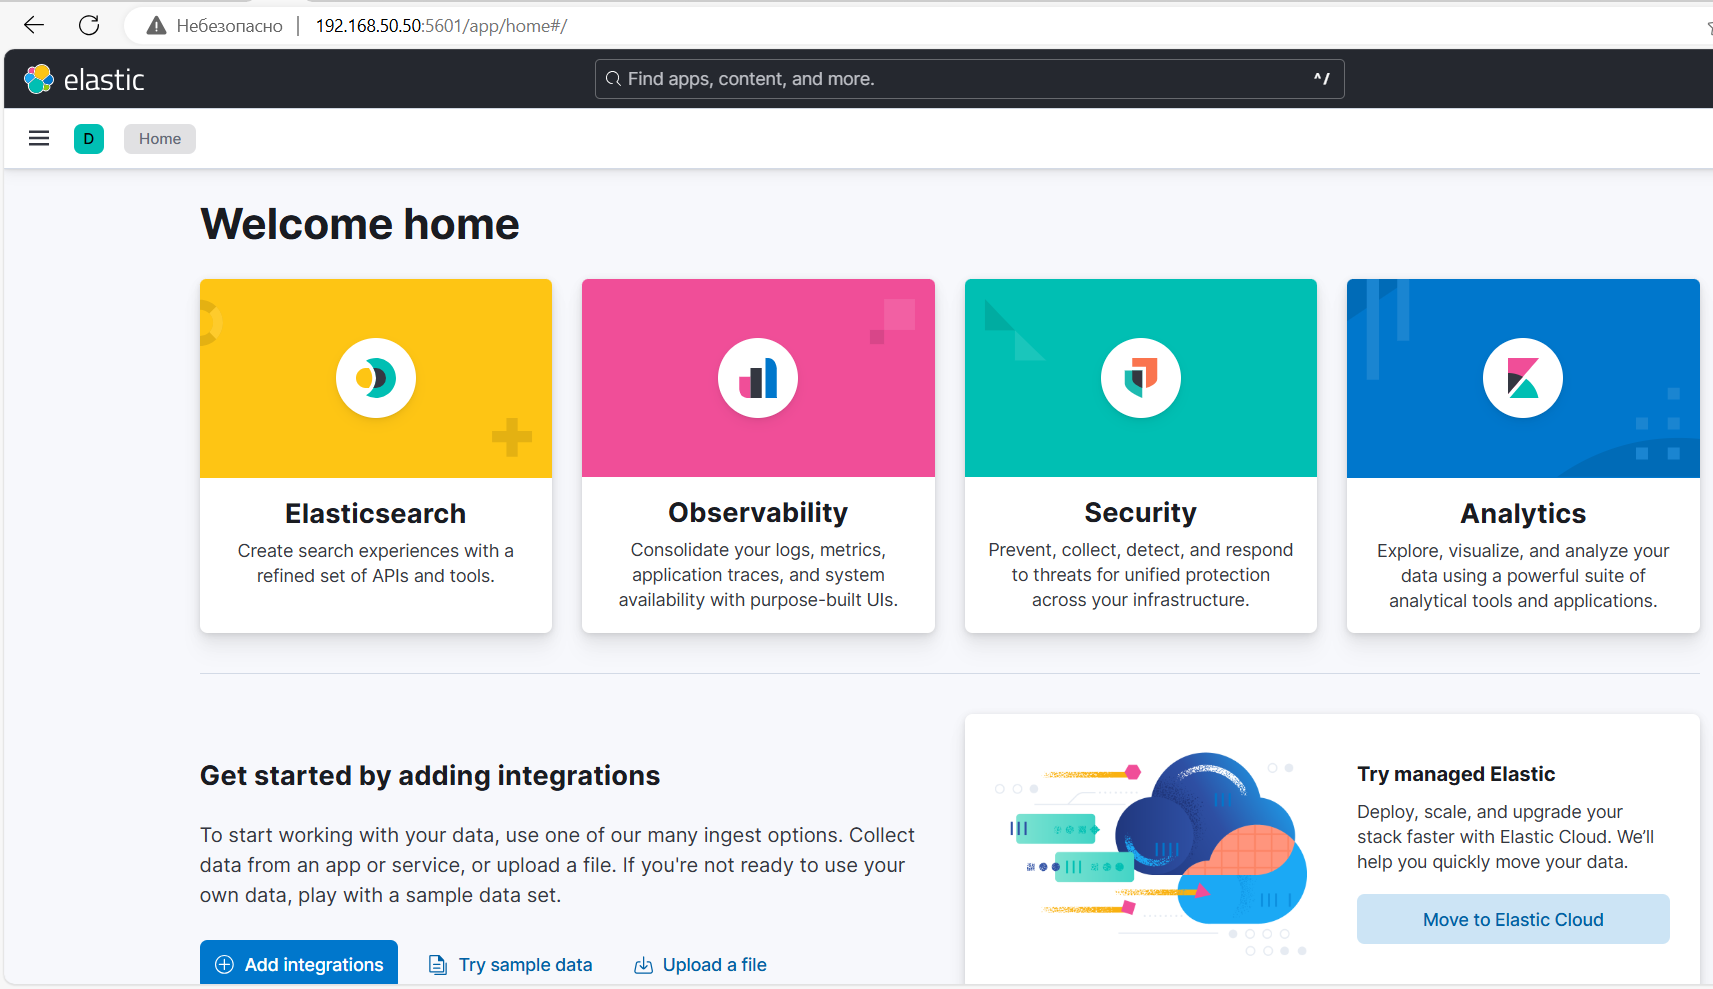 Небезопасно 192.168.50.50:5601/app/home#/
elastic
Find apps, content, and more. ^/
D Home
Welcome home
Elasticsearch
Create search experiences with a
refined set of APIs and tools.
Observability
Consolidate your logs, metrics,
application traces, and system
availability with purpose-built UIs.
Security
Prevent, collect, detect, and respond
to threats for unified protection
across your infrastructure.
Analytics
Explore, visualize, and analyze your
data using a powerful suite of
analytical tools and applications.
Get started by adding integrations
To start working with your data, use one of our many ingest options. Collect
data from an app or service, or upload a file. If you're not ready to use your
own data, play with a sample data set.
Add integrations Try sample data Upload a file
Try managed Elastic
Deploy, scale, and upgrade your
stack faster with Elastic Cloud. We’ll
help you quickly move your data.
Move to Elastic Cloud